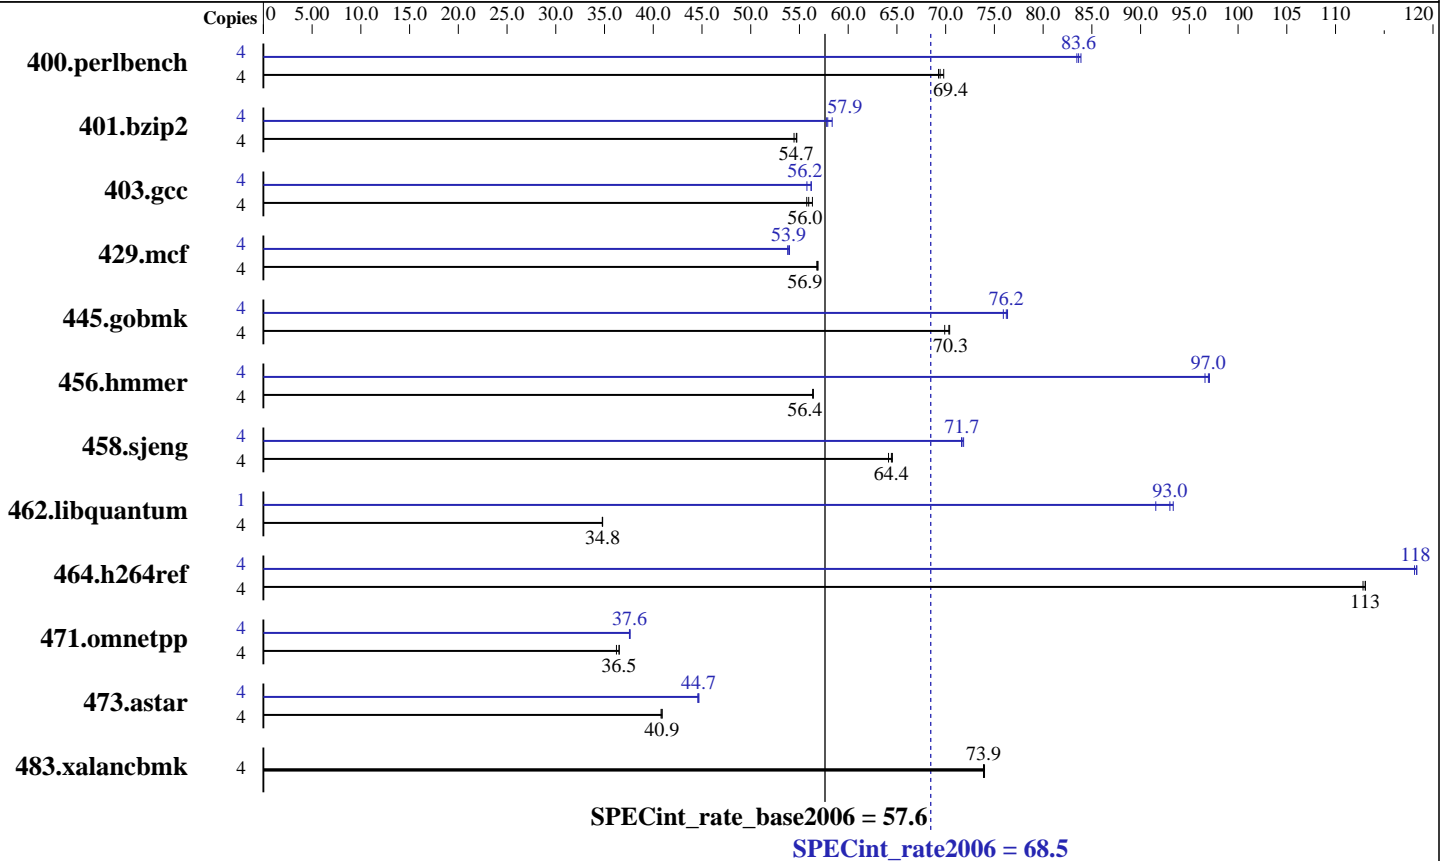 Copies 0 5.00 10.0 15.0 20.0 25.0 30.0 35.0 40.0 45.0 50.0 55.0 60.0 65.0 70.0 75.0 80.0 85.0 90.0 95.0 100 105 110 120
400.perlbench 4 83.6
4 69.4
401.bzip2 4 57.9
4 54.7
403.gcc 4 56.2
4 56.0
429.mcf 4 53.9
4 56.9
445.gobmk 4 76.2
4 70.3
456.hmmer 4 97.0
4 56.4
458.sjeng 4 71.7
4 64.4
462.libquantum 1 93.0
4 34.8
464.h264ref 4 118
4 113
471.omnetpp 4 37.6
4 36.5
473.astar 4 44.7
4 40.9
483.xalancbmk 4 73.9
SPECint_rate_base2006 = 57.6
SPECint_rate2006 = 68.5